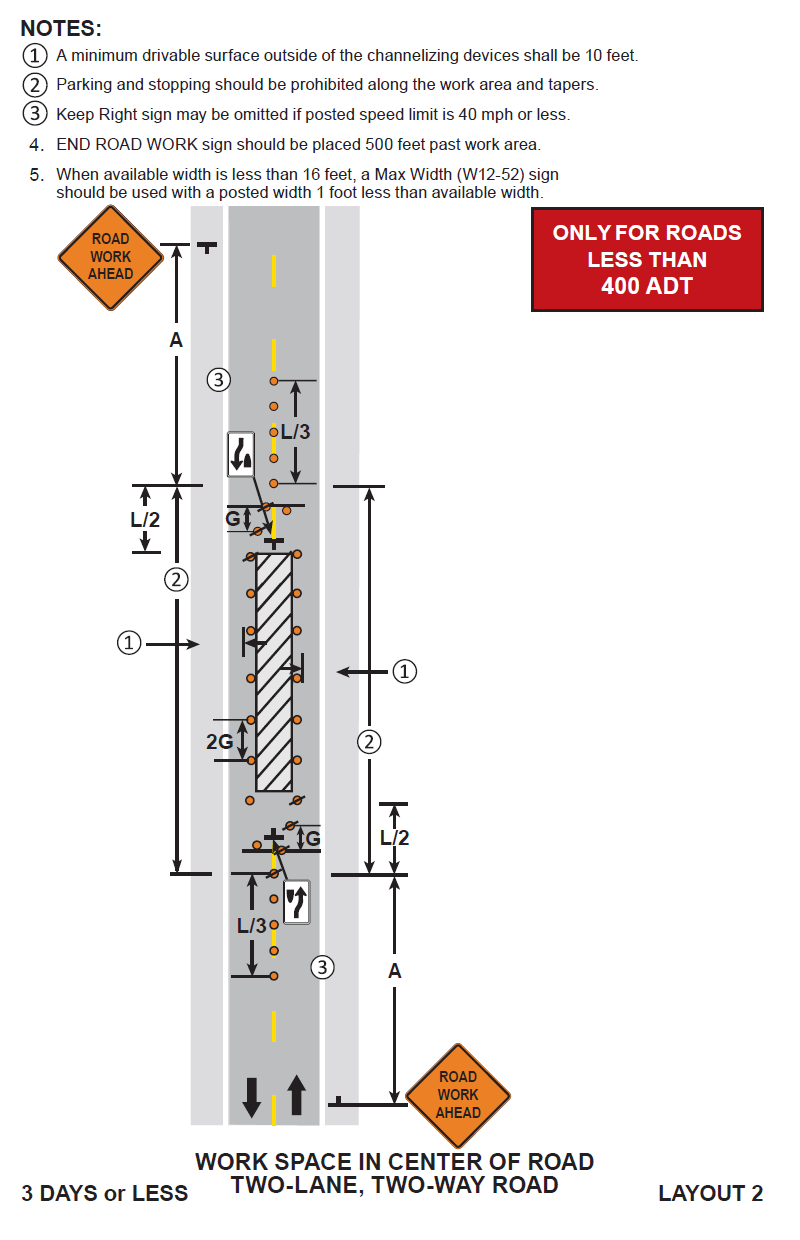 NOTES:
1 A minimum drivable surface outside of the channelizing devices shall be 10 feet.
2 Parking and stopping should be prohibited along the work area and tapers.
3 Keep Right sign may be omitted if posted speed limit is 40 mph or less.
4. END ROAD WORK sign should be placed 500 feet past work area.
5. When available width is less than 16 feet, a Max Width (W12-52) sign
should be used with a posted width 1 foot less than available width.
ROAD
WORK
AHEAD
ONLY FOR ROADS
LESS THAN
400 ADT
A
3
L/3
L/2
G
2
1
1
2G
2
G
L/2
L/3
3
A
ROAD
WORK
AHEAD
WORK SPACE IN CENTER OF ROAD
TWO-LANE, TWO-WAY ROAD
3 DAYS or LESS
LAYOUT 2